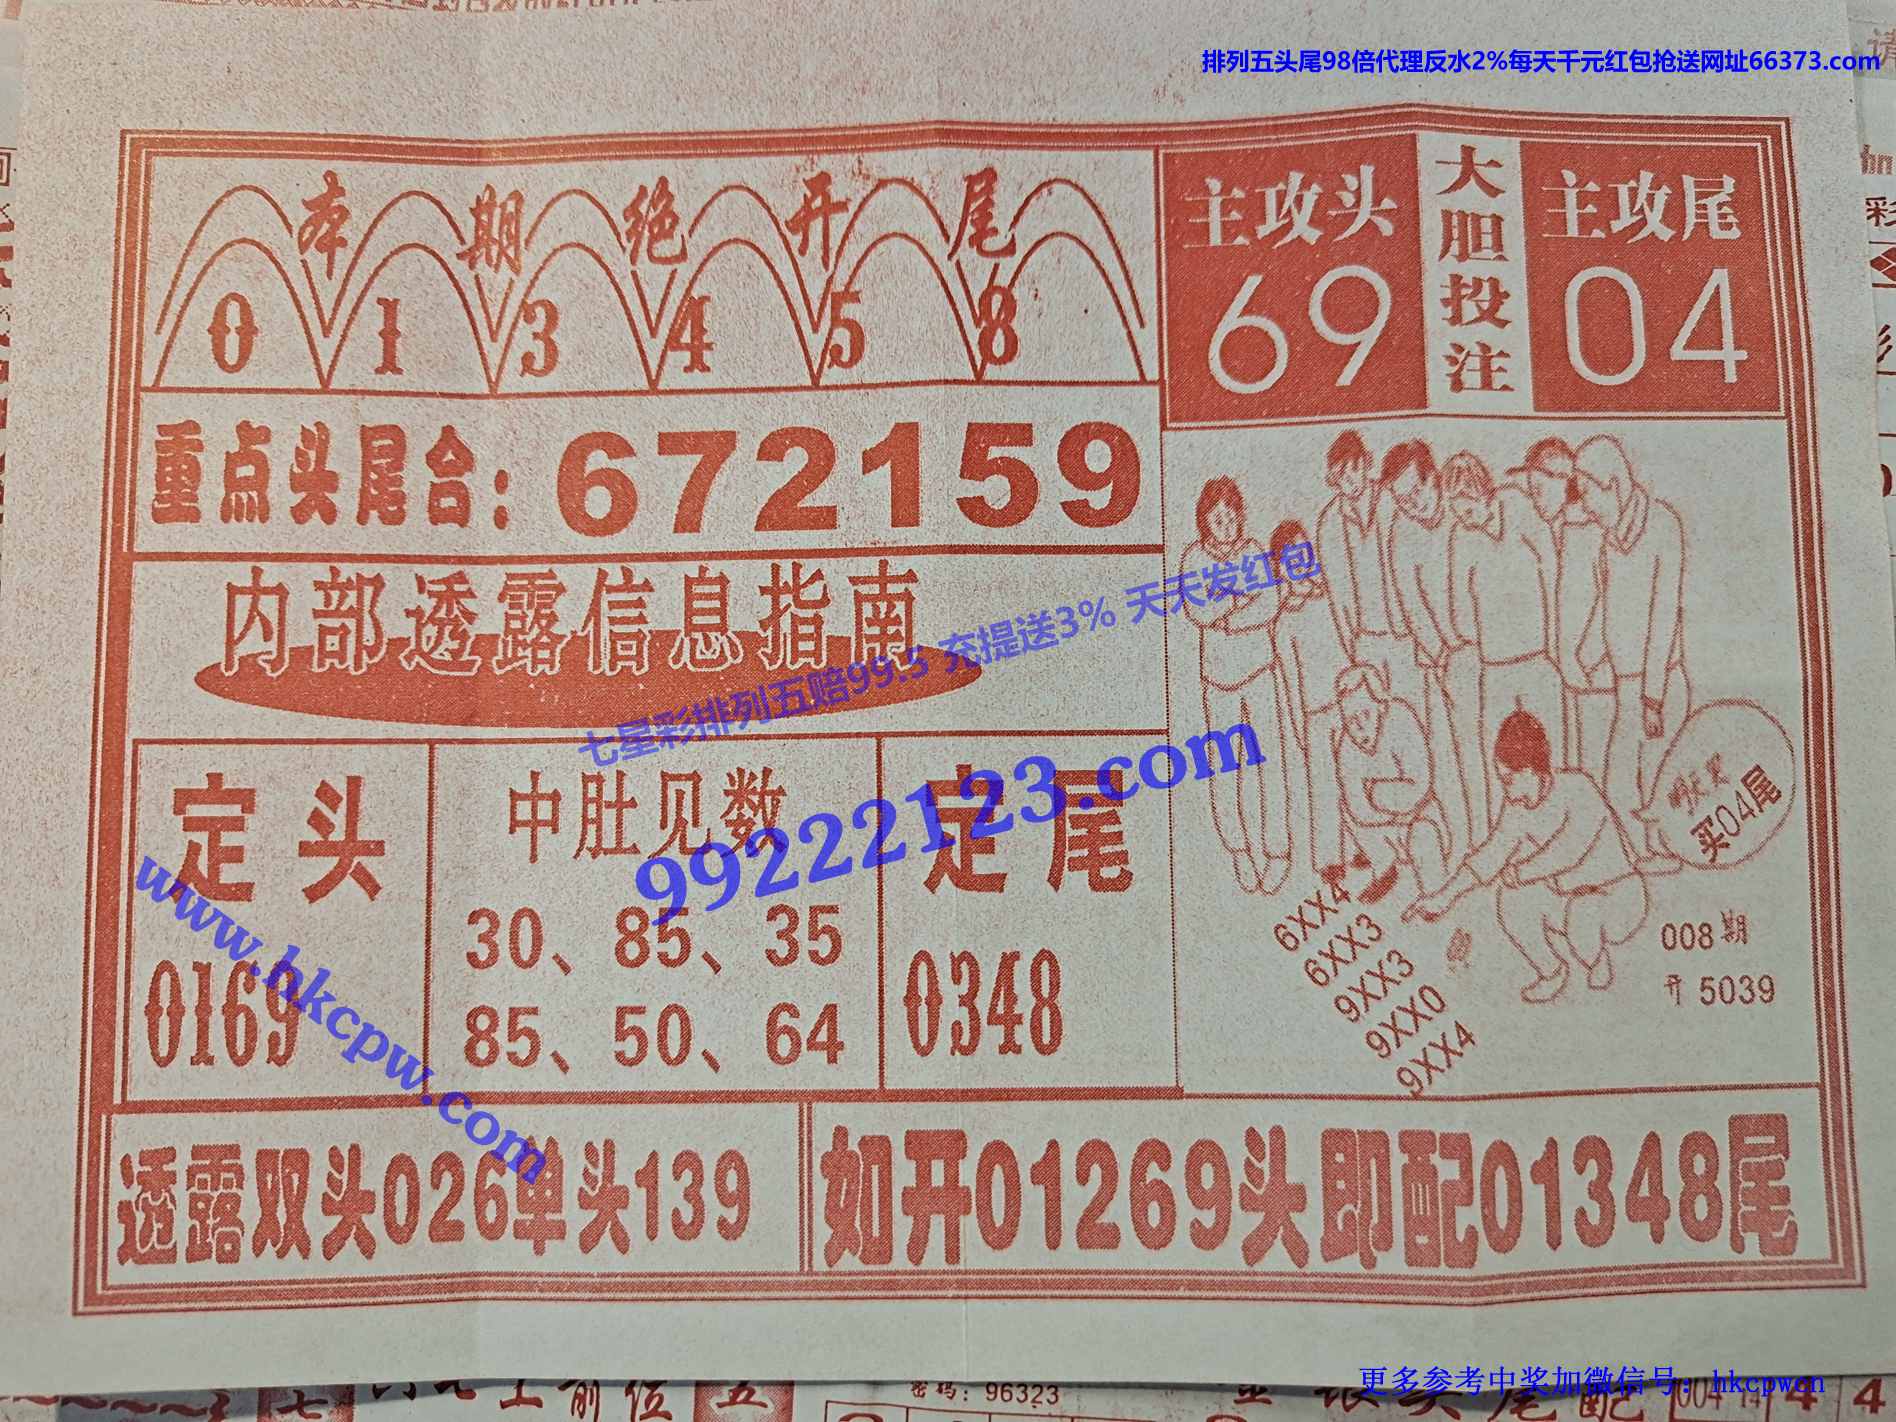 排列五头尾98倍代理反水2%每天千元红包抢送网址66373.com
本期绝开尾
0 1 3 4 5 8
主攻头
69
大胆投注
主攻尾
04
重点头尾合：672159
内部透露信息指南
七星彩排列五赔99.5 充提送3% 天天发红包
99222123.com
www.hkcpw.com
定头
0169
中肚见数
30、85、35
85、50、64
定尾
0348
买04尾
6XX4
6XX3
9XX3
9XX0
9XX4
008期
开 5039
透露双头026单头139
如开01269头即配01348尾
密码：96323
更多参考中奖加微信号：hkcpwcn